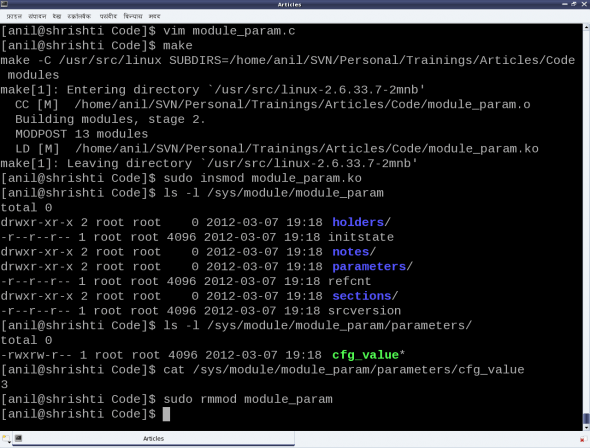 Articles
फ़ाइल संपादन देखें स्क्रॉलबैक पसंदीदा विन्यास मदद
[anil@shrishti Code]$ vim module_param.c
[anil@shrishti Code]$ make
make -C /usr/src/linux SUBDIRS=/home/anil/SVN/Personal/Trainings/Articles/Code
 modules
make[1]: Entering directory `/usr/src/linux-2.6.33.7-2mnb'
  CC [M]  /home/anil/SVN/Personal/Trainings/Articles/Code/module_param.o
  Building modules, stage 2.
  MODPOST 13 modules
  LD [M]  /home/anil/SVN/Personal/Trainings/Articles/Code/module_param.ko
make[1]: Leaving directory `/usr/src/linux-2.6.33.7-2mnb'
[anil@shrishti Code]$ sudo insmod module_param.ko
[anil@shrishti Code]$ ls -l /sys/module/module_param
total 0
drwxr-xr-x 2 root root    0 2012-03-07 19:18 holders/
-r--r--r-- 1 root root 4096 2012-03-07 19:18 initstate
drwxr-xr-x 2 root root    0 2012-03-07 19:18 notes/
drwxr-xr-x 2 root root    0 2012-03-07 19:18 parameters/
-r--r--r-- 1 root root 4096 2012-03-07 19:18 refcnt
drwxr-xr-x 2 root root    0 2012-03-07 19:18 sections/
-r--r--r-- 1 root root 4096 2012-03-07 19:18 srcversion
[anil@shrishti Code]$ ls -l /sys/module/module_param/parameters/
total 0
-rwxrw-r-- 1 root root 4096 2012-03-07 19:18 cfg_value*
[anil@shrishti Code]$ cat /sys/module/module_param/parameters/cfg_value
3
[anil@shrishti Code]$ sudo rmmod module_param
[anil@shrishti Code]$
Articles